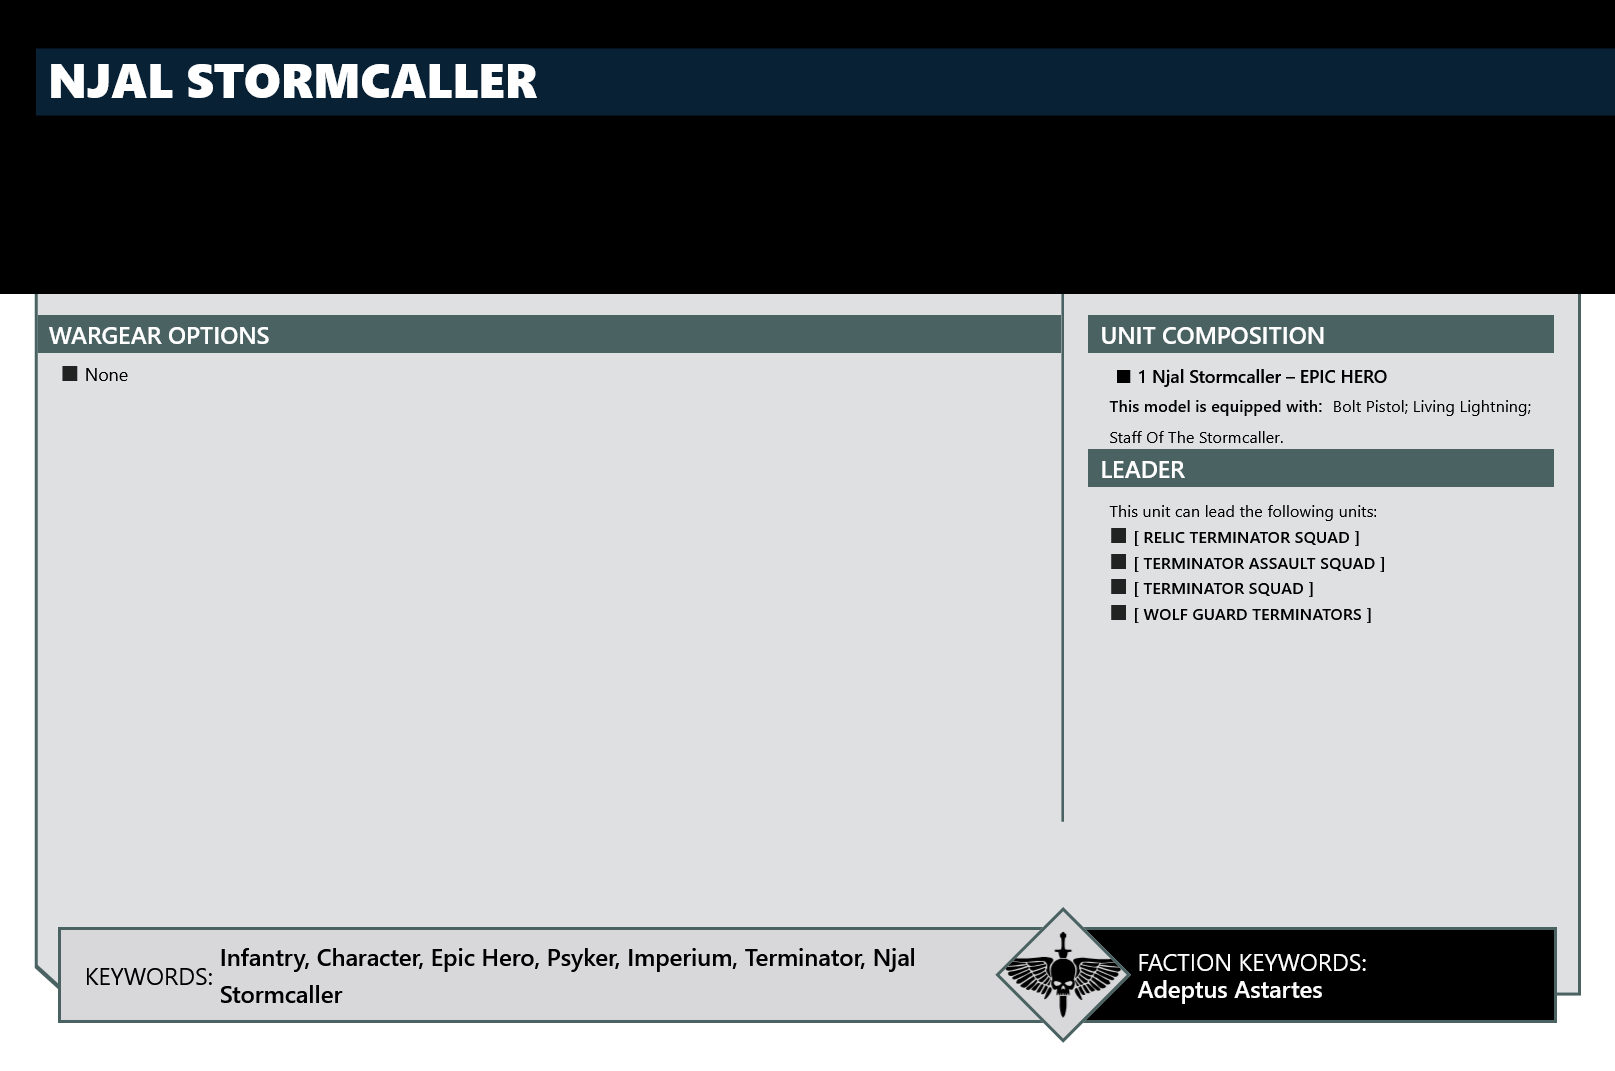 NJAL STORMCALLER
WARGEAR OPTIONS
■ None
UNIT COMPOSITION
■ 1 Njal Stormcaller – EPIC HERO
This model is equipped with: Bolt Pistol; Living Lightning;
Staff Of The Stormcaller.
LEADER
This unit can lead the following units:
■ [ RELIC TERMINATOR SQUAD ]
■ [ TERMINATOR ASSAULT SQUAD ]
■ [ TERMINATOR SQUAD ]
■ [ WOLF GUARD TERMINATORS ]
KEYWORDS: Infantry, Character, Epic Hero, Psyker, Imperium, Terminator, Njal
Stormcaller
FACTION KEYWORDS:
Adeptus Astartes